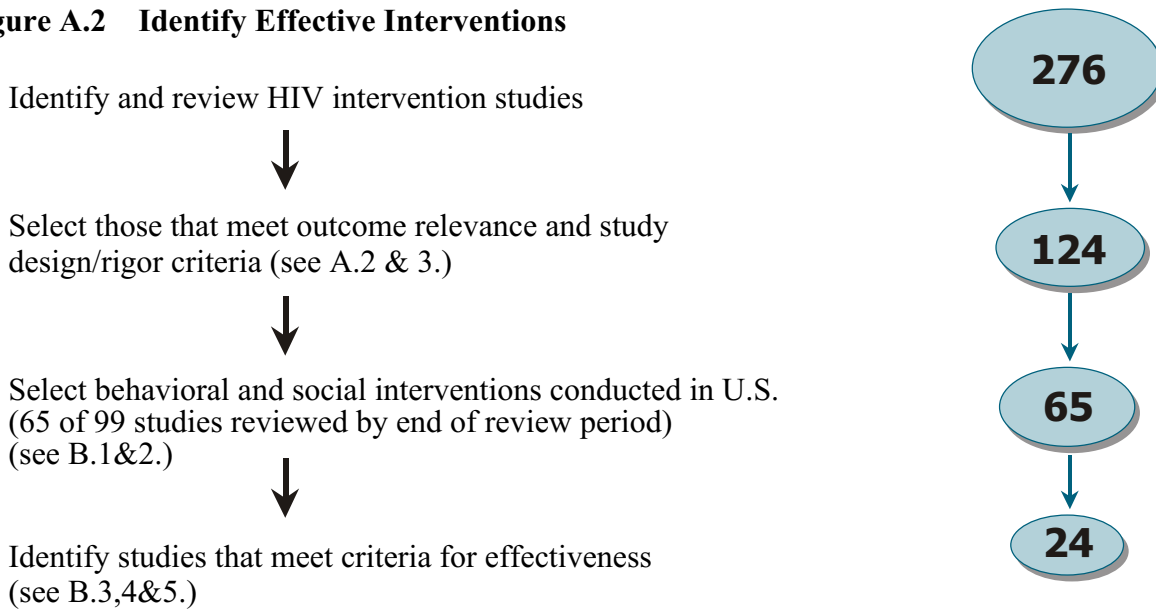 gure A.2 Identify Effective Interventions
276
Identify and review HIV intervention studies
Select those that meet outcome relevance and study
design/rigor criteria (see A.2 & 3.)
124
Select behavioral and social interventions conducted in U.S.
(65 of 99 studies reviewed by end of review period)
(see B.1&2.)
65
Identify studies that meet criteria for effectiveness
(see B.3,4&5.)
24